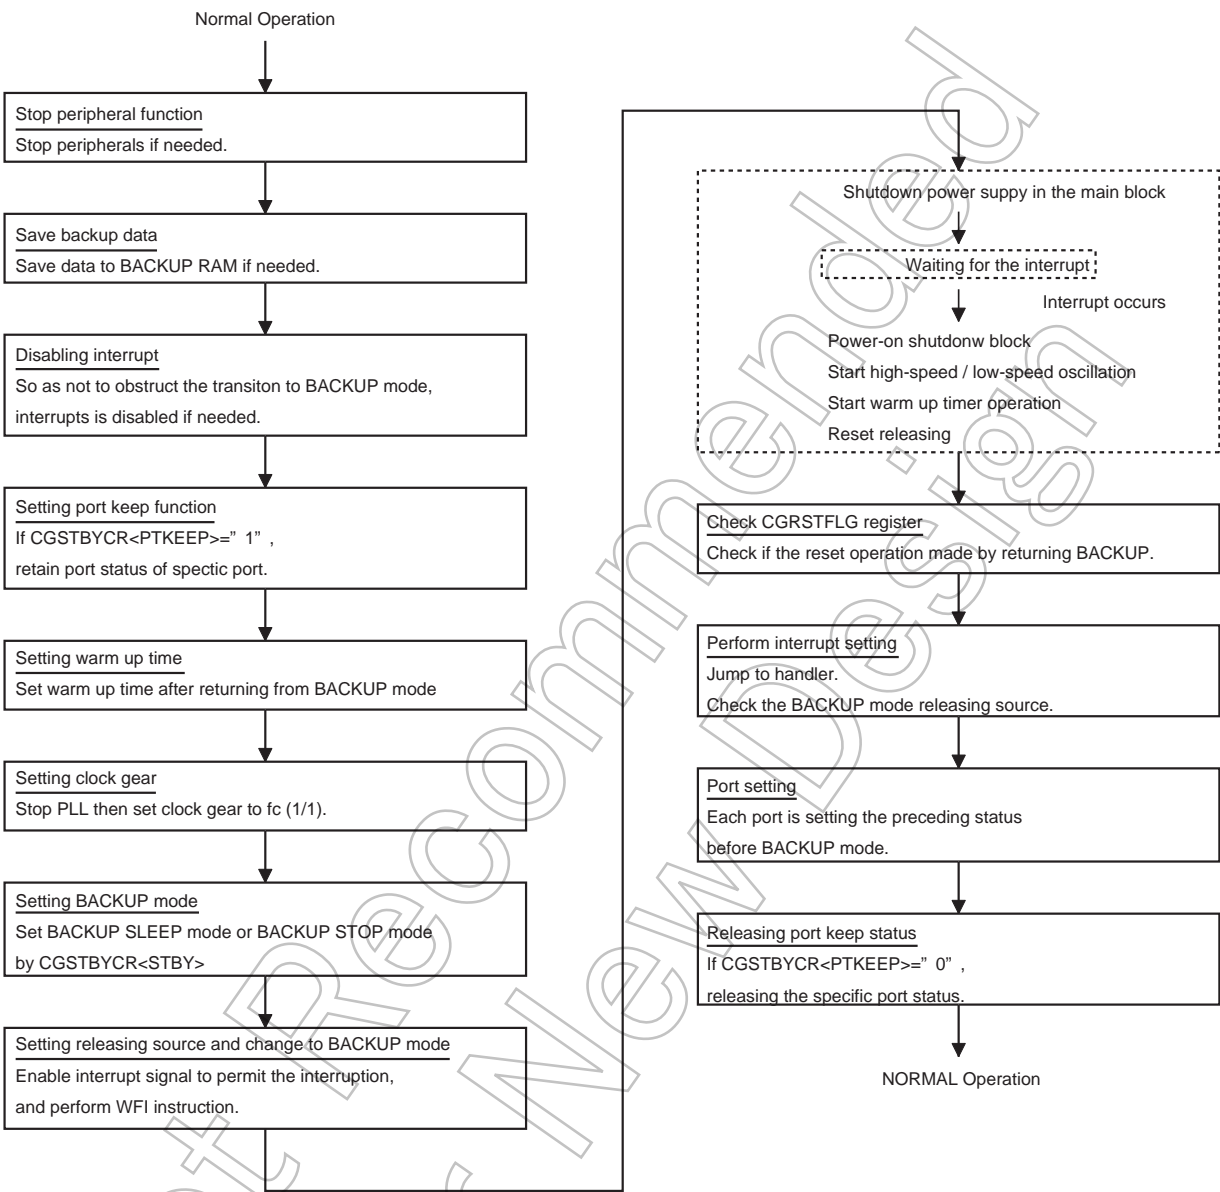 Normal Operation
Stop peripheral function
Stop peripherals if needed.
Save backup data
Save data to BACKUP RAM if needed.
Disabling interrupt
So as not to obstruct the transiton to BACKUP mode,
interrupts is disabled if needed.
Setting port keep function
If CGSTBYCR<PTKEEP>=” 1” ,
retain port status of spectic port.
Setting warm up time
Set warm up time after returning from BACKUP mode
Setting clock gear
Stop PLL then set clock gear to fc (1/1).
Setting BACKUP mode
Set BACKUP SLEEP mode or BACKUP STOP mode
by CGSTBYCR<STBY>
Setting releasing source and change to BACKUP mode
Enable interrupt signal to permit the interruption,
and perform WFI instruction.
Shutdown power suppy in the main block
Waiting for the interrupt
Interrupt occurs
Power-on shutdonw block
Start high-speed / low-speed oscillation
Start warm up timer operation
Reset releasing
Check CGRSTFLG register
Check if the reset operation made by returning BACKUP.
Perform interrupt setting
Jump to handler.
Check the BACKUP mode releasing source.
Port setting
Each port is setting the preceding status
before BACKUP mode.
Releasing port keep status
If CGSTBYCR<PTKEEP>=” 0” ,
releasing the specific port status.
NORMAL Operation
Recommended
New Design